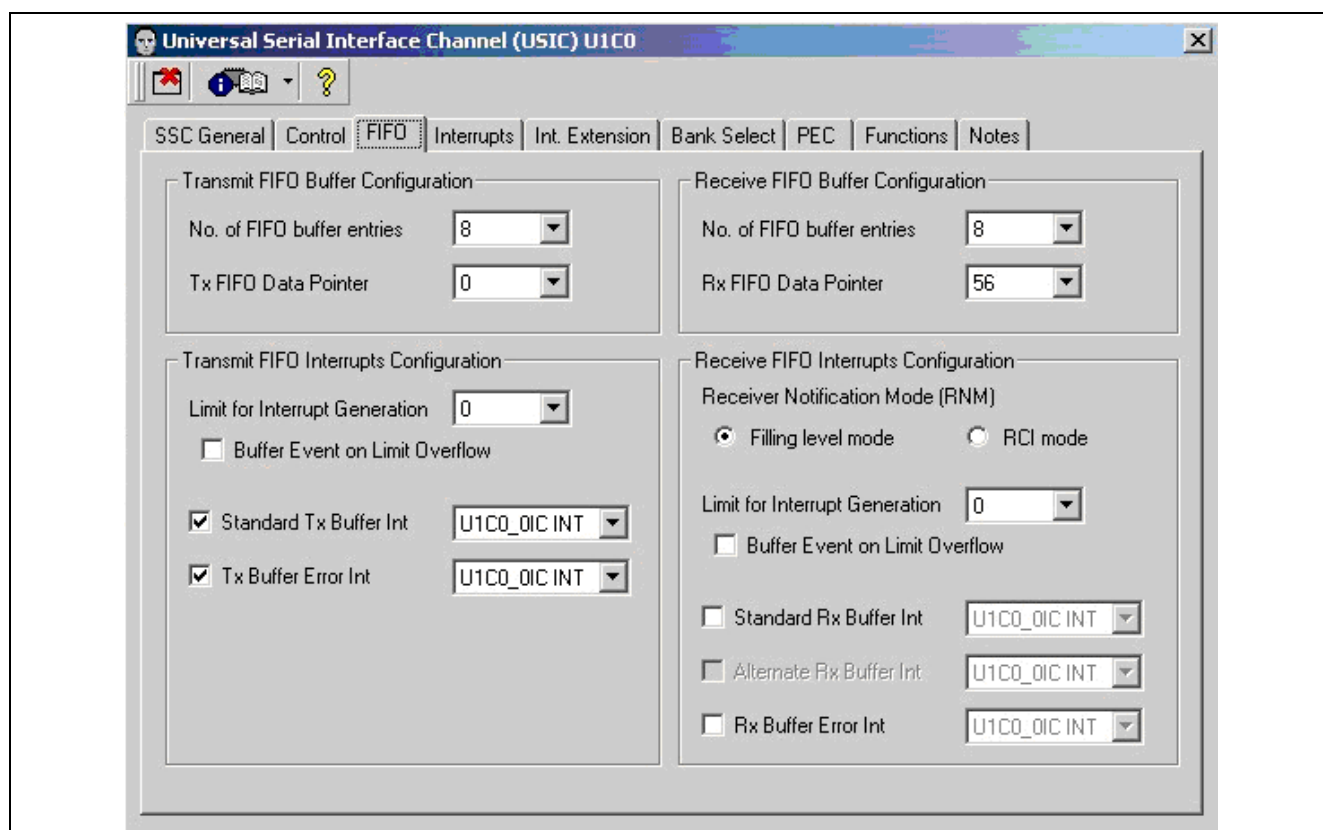 Universal Serial Interface Channel (USIC) U1C0
SSC General Control FIFO Interrupts Int. Extension Bank Select PEC Functions Notes
Transmit FIFO Buffer Configuration
No. of FIFO buffer entries 8
Tx FIFO Data Pointer 0
Receive FIFO Buffer Configuration
No. of FIFO buffer entries 8
Rx FIFO Data Pointer 56
Transmit FIFO Interrupts Configuration
Limit for Interrupt Generation 0
Buffer Event on Limit Overflow
Standard Tx Buffer Int U1C0_0IC INT
Tx Buffer Error Int U1C0_0IC INT
Receive FIFO Interrupts Configuration
Receiver Notification Mode (RNM)
Filling level mode RCI mode
Limit for Interrupt Generation 0
Buffer Event on Limit Overflow
Standard Rx Buffer Int U1C0_0IC INT
Alternate Rx Buffer Int U1C0_0IC INT
Rx Buffer Error Int U1C0_0IC INT